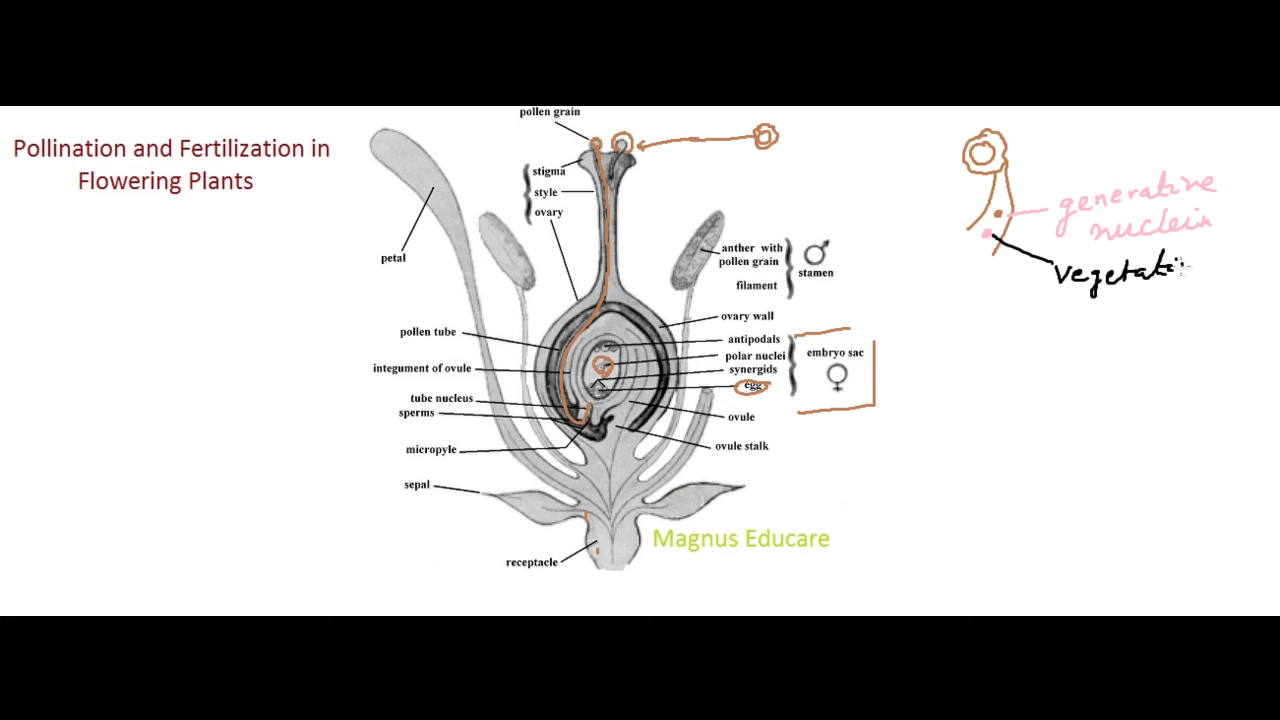 Pollination and Fertilization in
Flowering Plants
pollen grain
stigma
style
ovary
petal
anther with
pollen grain
filament
stamen
ovary wall
pollen tube
integument of ovule
tube nucleus
sperms
micropyle
antipodals
polar nuclei
synergids
egg
embryo sac
ovule
ovule stalk
sepal
receptacle
Magnus Educare
generative
nuclein
vegetati